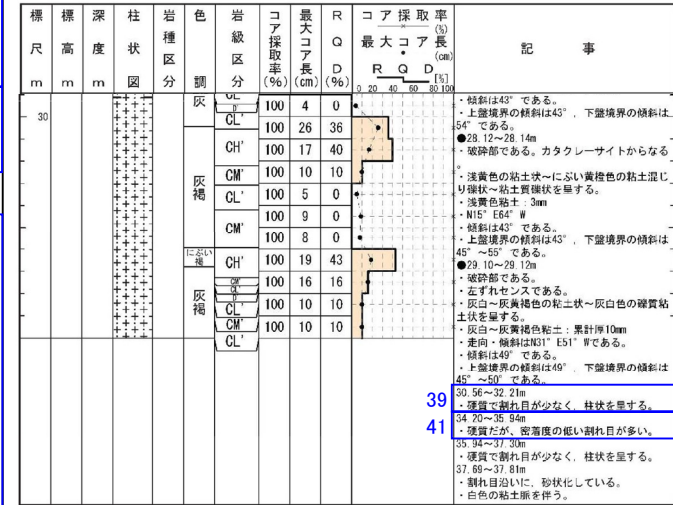 標尺 m
標高 m
深度 m
柱状図
岩種区分
色調
岩級区分
コア採取率(%)
最大コア長(cm)
RQD(%)
コア採取率(%)
最大コア長(cm)
RQD[%]
0 20 40 60 80 100
記事
30
灰
灰褐
にぶい褐
灰褐
CL'
D'
CL'
CH'
CM'
CL'
CM'
CH'
CM'
CL'
D'
CL'
CM'
CL'
100 4 0
100 26 36
100 17 40
100 10 10
100 5 0
100 9 0
100 8 0
100 19 43
100 16 16
100 10 10
100 10 10
・傾斜は43°である。
・上盤境界の傾斜は43°, 下盤境界の傾斜は
54°である。
●28.12～28.14m
・破砕部である。カタクレーサイトからなる
。
・浅黄色の粘土状～にぶい黄橙色の粘土混じ
り礫状～粘土質礫状を呈する。
・浅黄色粘土：3mm
・N15°E64°W
・傾斜は43°である。
・上盤境界の傾斜は43°, 下盤境界の傾斜は
45°～55°である。
●29.10～29.12m
・破砕部である。
・左ずれセンスである。
・灰白～灰黄褐色の粘土状～灰白色の礫質粘
土状を呈する。
・灰白～灰黄褐色粘土：累計厚10mm
・走向・傾斜はN31°E51°Wである。
・傾斜は49°である。
・上盤境界の傾斜は49°, 下盤境界の傾斜は
45°～50°である。
39
30.56～32.21m
・硬質で割れ目が少なく, 柱状を呈する。
41
34.20～35.94m
・硬質だが、密着度の低い割れ目が多い。
35.94～37.30m
・硬質で割れ目が少なく, 柱状を呈する。
37.69～37.81m
・割れ目沿いに, 砂状化している。
・白色の粘土脈を伴う。